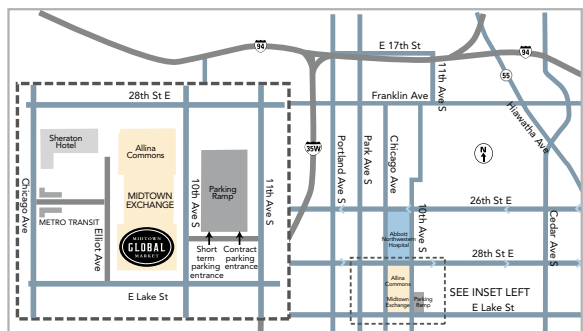 94
E 17th St
94
11th Ave S
55
Hiawatha Ave
28th St E
Franklin Ave
Sheraton
Hotel
Allina
Commons
35W
N
Portland Ave S
Park Ave S
Chicago Ave
Chicago Ave S
MIDTOWN
EXCHANGE
10th Ave S
Parking
Ramp
11th Ave S
26th St E
METRO TRANSIT
Elliot Ave
MIDTOWN
GLOBAL
MARKET
Short
term
parking
entrance
Contract
parking
entrance
Abbott
Northwestern
Hospital
10th Ave S
Cedar Ave S
28th St E
Allina
Commons
Midtown
Exchange
Parking
Ramp
SEE INSET LEFT
E Lake St
E Lake St